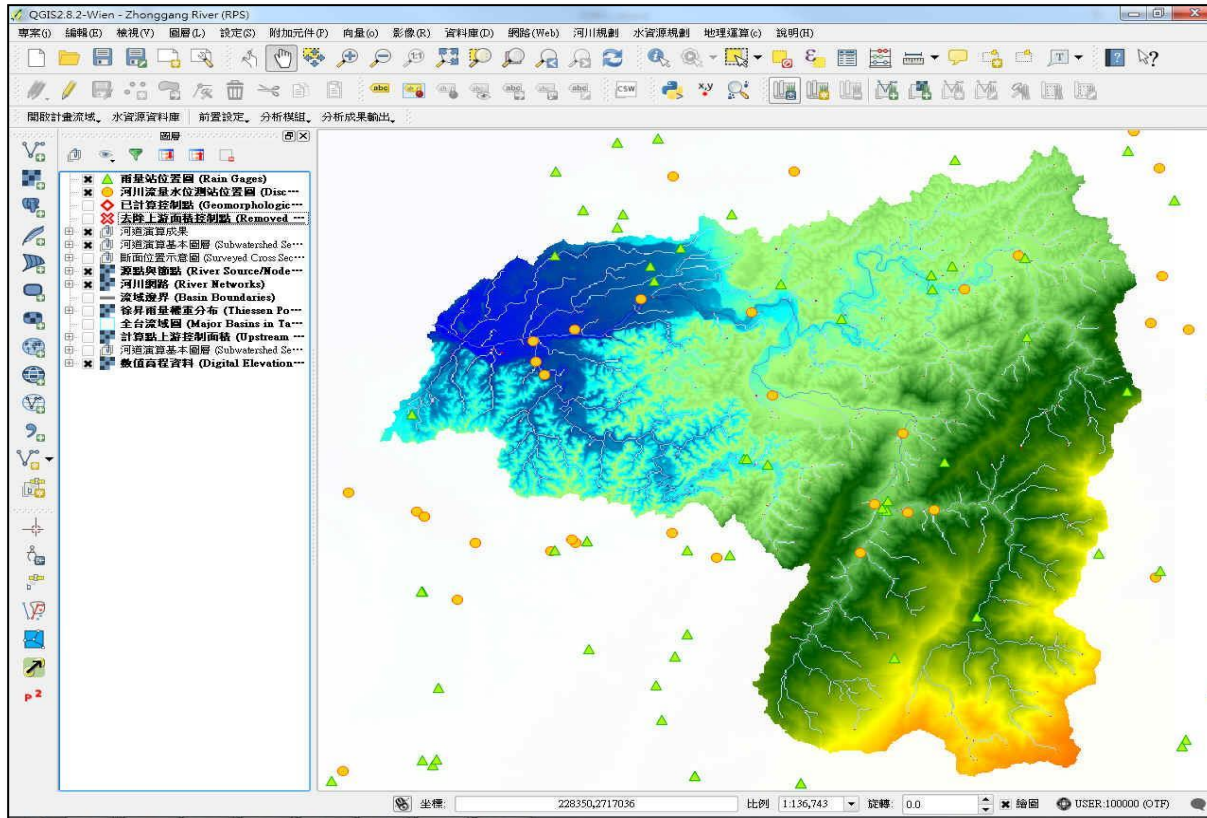 QGIS2.8.2-Wien - Zhonggang River (RPS)
專案(j) 編輯(E) 檢視(V) 圖層(L) 設定(S) 附加元件(P) 向量(o) 影像(R) 資料庫(D) 網路(Web) 河川規劃 水資源規劃 地理運算(c) 說明(H)
abc abc abc abc CSW x,y
開啟計畫流域 水資源資料庫 前置設定 分析模組 分析成果輸出
圖層
雨量站位置圖 (Rain Gages)
河川流量水位測站位置圖 (Disc…
已計算控制點 (Geomorphologic…
去除上游面積控制點 (Removed …
河道演算成果
河道演算基本圖層 (Subwatershed Se…
斷面位置示意圖 (Surveyed Cross Sec…
源點與節點 (River Source/Node…
河川網路 (River Networks)
流域邊界 (Basin Boundaries)
徐昇雨量權重分布 (Thiessen Po…
全台流域圖 (Major Basins in Ta…
計算點上游控制面積 (Upstream …
河道演算基本圖層 (Subwatershed Se…
數值高程資料 (Digital Elevation…
P2
坐標: 228350,2717036 比例 1:136,743 旋轉: 0.0 繪圖 USER:100000 (OTF)